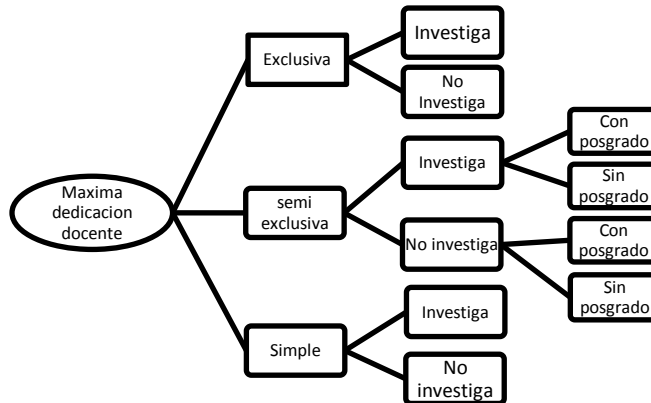 Maxima
dedicacion
docente
Exclusiva
Investiga
No
Investiga
semi
exclusiva
Investiga
Con
posgrado
Sin
posgrado
No investiga
Con
posgrado
Sin
posgrado
Simple
Investiga
No
investiga